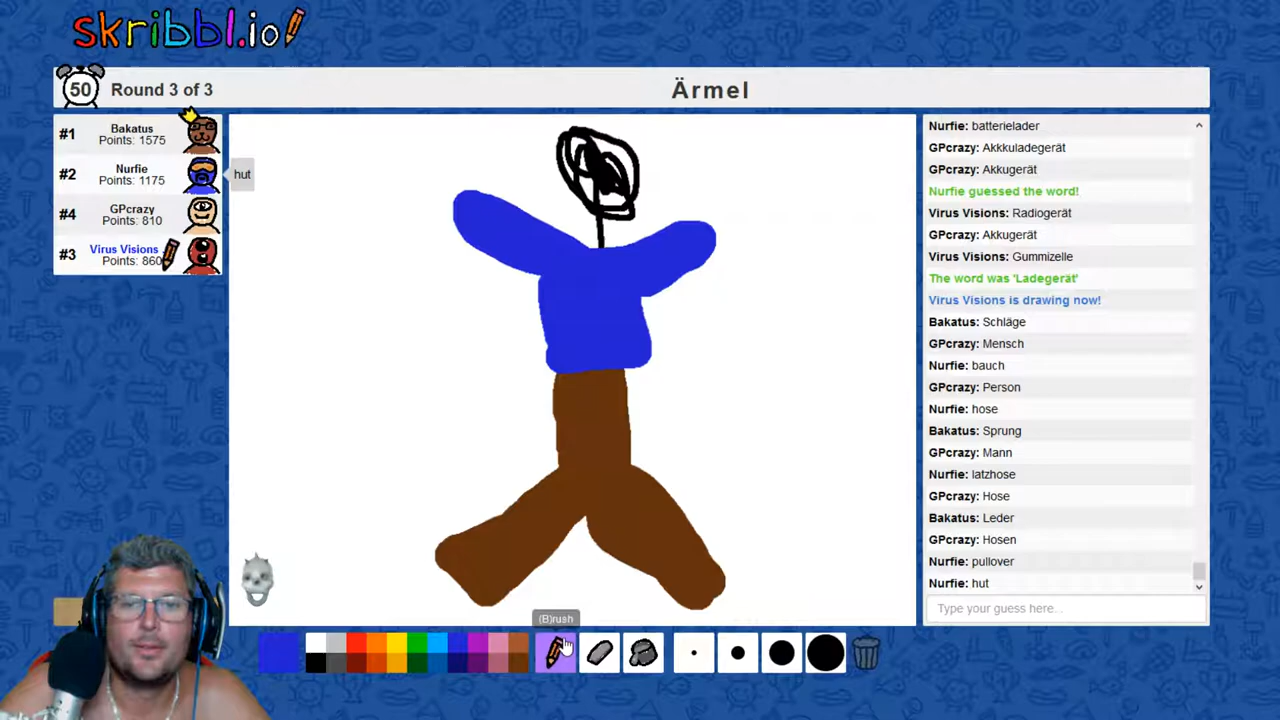 skribbl.io
50
Round 3 of 3
Ärmel
#1
Bakatus
Points: 1575
#2
Nurfie
Points: 1175
hut
#4
GPcrazy
Points: 810
#3
Virus Visions
Points: 860
Nurfie: batterielader
GPcrazy: Akkkuladegerät
GPcrazy: Akkugerät
Nurfie guessed the word!
Virus Visions: Radiogerät
GPcrazy: Akkugerät
Virus Visions: Gummizelle
The word was 'Ladegerät'
Virus Visions is drawing now!
Bakatus: Schläge
GPcrazy: Mensch
Nurfie: bauch
GPcrazy: Person
Nurfie: hose
Bakatus: Sprung
GPcrazy: Mann
Nurfie: latzhose
GPcrazy: Hose
Bakatus: Leder
GPcrazy: Hosen
Nurfie: pullover
Nurfie: hut
Type your guess here...
(B)rush